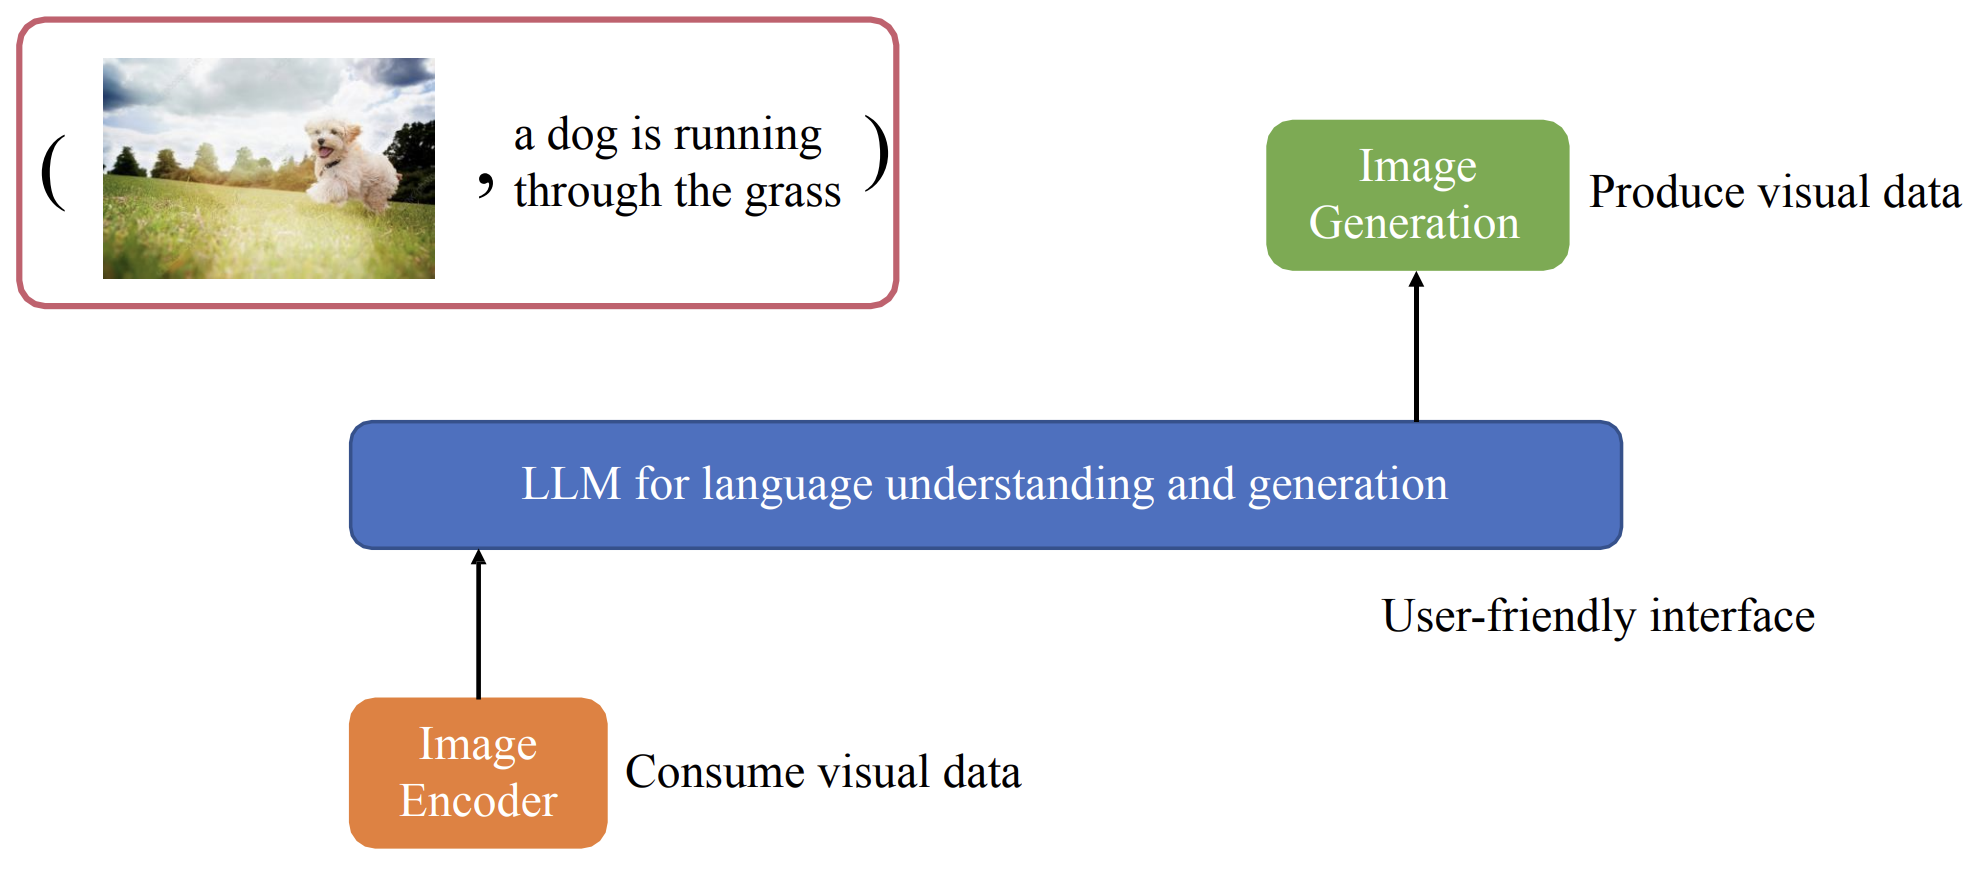 ( , a dog is running
through the grass )
Image
Generation
Produce visual data
LLM for language understanding and generation
User-friendly interface
Image
Encoder
Consume visual data